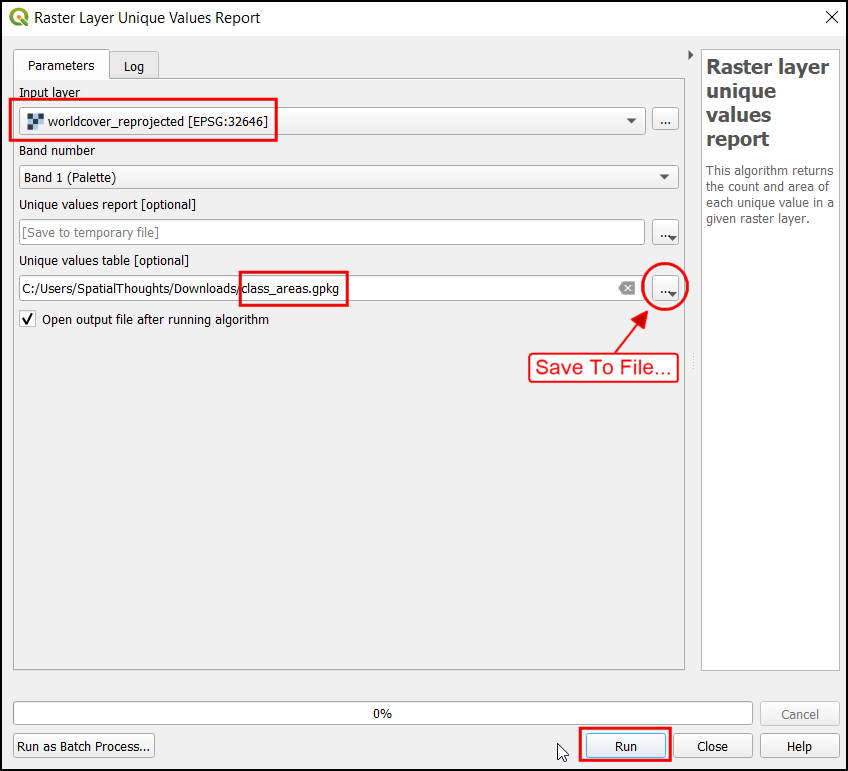 Raster Layer Unique Values Report
Parameters
Log
Input layer
worldcover_reprojected [EPSG:32646]
...
Band number
Band 1 (Palette)
Unique values report [optional]
[Save to temporary file]
...
Unique values table [optional]
C:/Users/SpatialThoughts/Downloads/class_areas.gpkg
...
Open output file after running algorithm
Save To File...
Raster layer
unique
values
report
This algorithm returns
the count and area of
each unique value in a
given raster layer.
0%
Cancel
Run as Batch Process...
Run
Close
Help